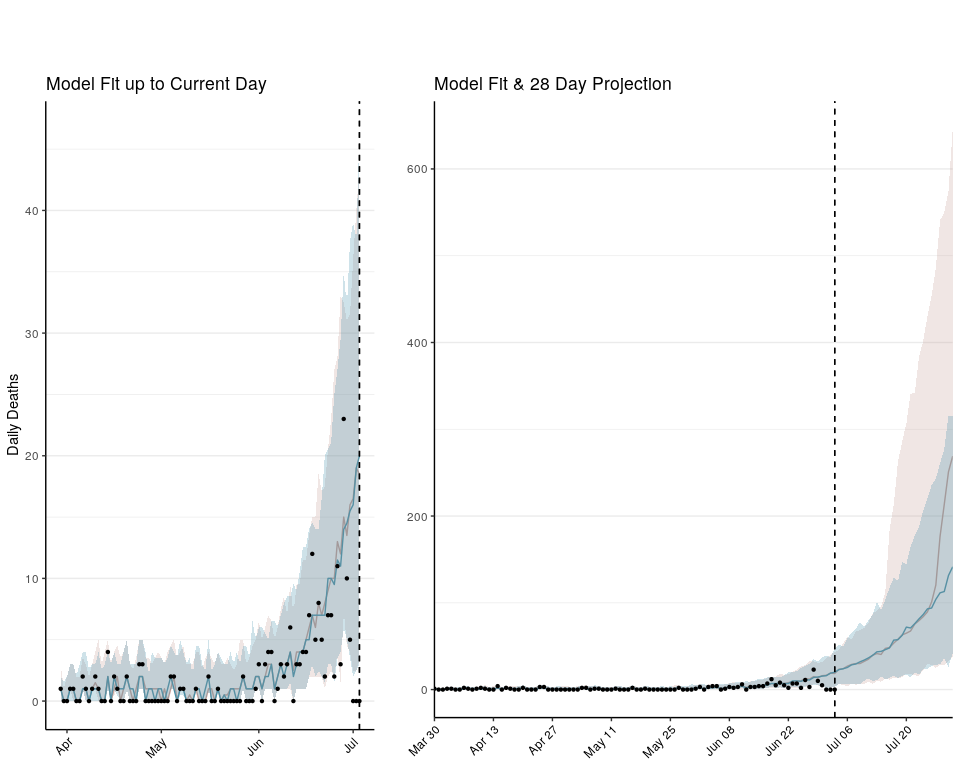 Model Fit up to Current Day
Daily Deaths
40
30
20
10
0
Apr
May
Jun
Jul
Model Fit & 28 Day Projection
600
400
200
0
Mar 30
Apr 13
Apr 27
May 11
May 25
Jun 08
Jun 22
Jul 06
Jul 20